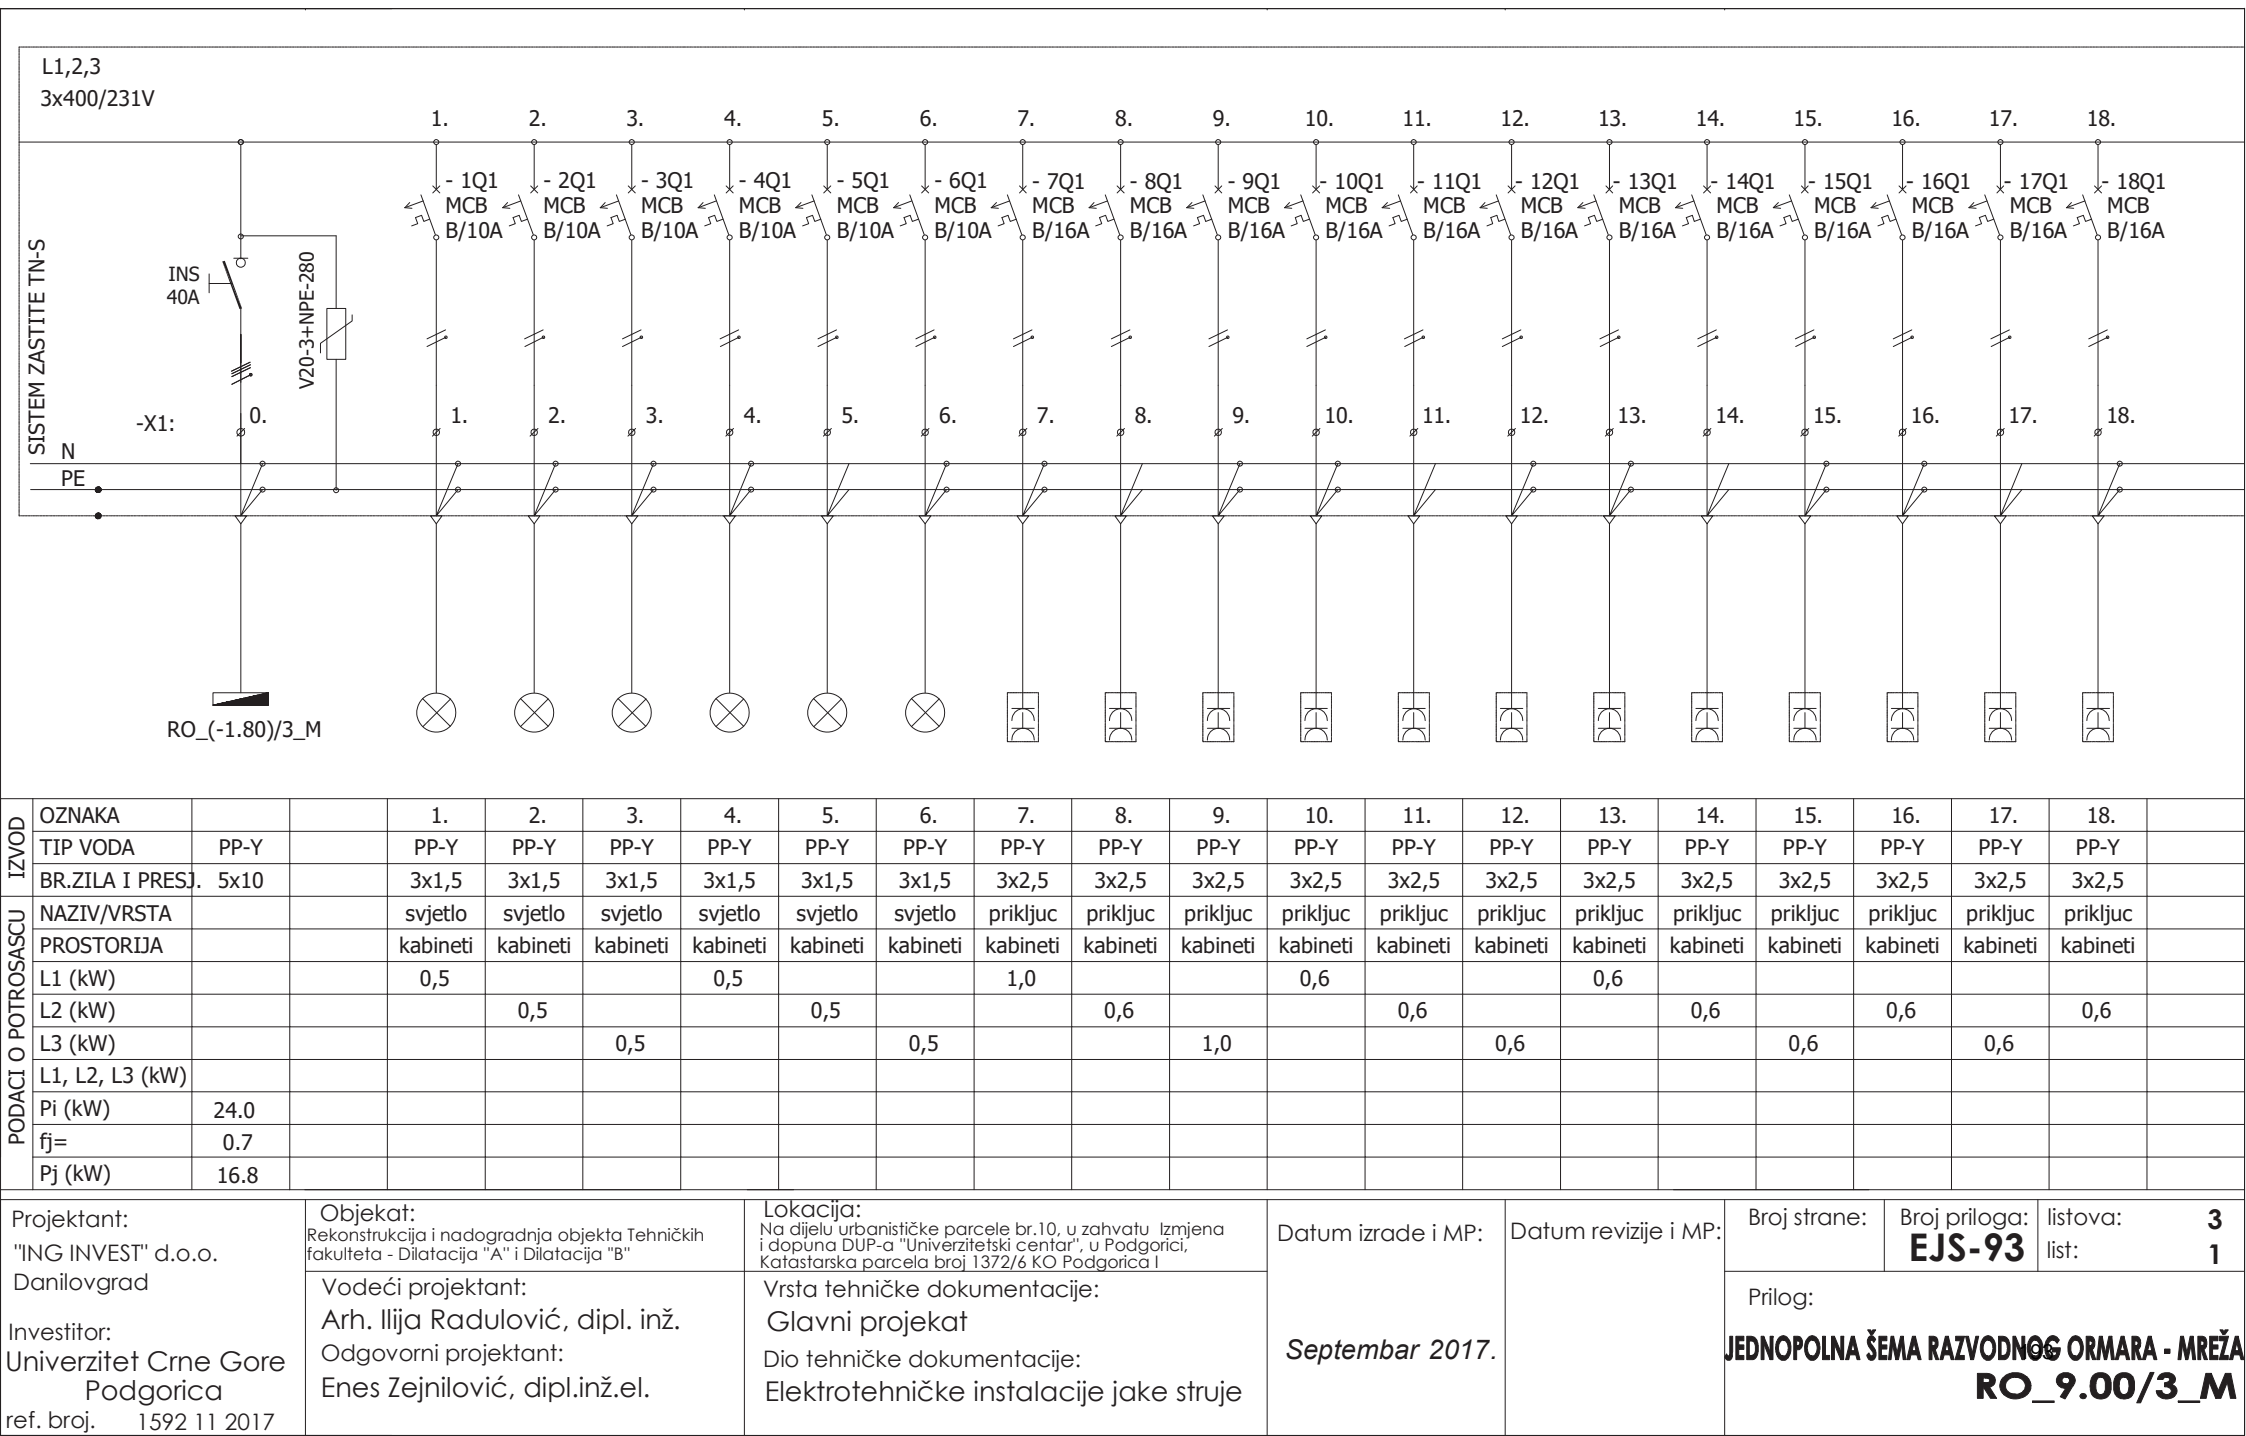 L1,2,3
3x400/231V
1. 2. 3. 4. 5. 6. 7. 8. 9. 10. 11. 12. 13. 14. 15. 16. 17. 18.
- 1Q1 - 2Q1 - 3Q1 - 4Q1 - 5Q1 - 6Q1 - 7Q1 - 8Q1 - 9Q1 - 10Q1 - 11Q1 - 12Q1 - 13Q1 - 14Q1 - 15Q1 - 16Q1 - 17Q1 - 18Q1
MCB MCB MCB MCB MCB MCB MCB MCB MCB MCB MCB MCB MCB MCB MCB MCB MCB MCB
B/10A B/10A B/10A B/10A B/10A B/10A B/16A B/16A B/16A B/16A B/16A B/16A B/16A B/16A B/16A B/16A B/16A B/16A
SISTEM ZASTITE TN-S
INS
40A
V20-3+NPE-280
-X1: 0. 1. 2. 3. 4. 5. 6. 7. 8. 9. 10. 11. 12. 13. 14. 15. 16. 17. 18.
N
PE
RO_(-1.80)/3_M
IZVOD
OZNAKA 1. 2. 3. 4. 5. 6. 7. 8. 9. 10. 11. 12. 13. 14. 15. 16. 17. 18.
TIP VODA PP-Y PP-Y PP-Y PP-Y PP-Y PP-Y PP-Y PP-Y PP-Y PP-Y PP-Y PP-Y PP-Y PP-Y PP-Y PP-Y PP-Y PP-Y PP-Y
BR.ZILA I PRESJ. 5x10 3x1,5 3x1,5 3x1,5 3x1,5 3x1,5 3x1,5 3x2,5 3x2,5 3x2,5 3x2,5 3x2,5 3x2,5 3x2,5 3x2,5 3x2,5 3x2,5 3x2,5 3x2,5
PODACI O POTROSASCU
NAZIV/VRSTA svjetlo svjetlo svjetlo svjetlo svjetlo svjetlo prikljuc prikljuc prikljuc prikljuc prikljuc prikljuc prikljuc prikljuc prikljuc prikljuc prikljuc prikljuc
PROSTORIJA kabineti kabineti kabineti kabineti kabineti kabineti kabineti kabineti kabineti kabineti kabineti kabineti kabineti kabineti kabineti kabineti kabineti kabineti
L1 (kW) 0,5 0,5 1,0 0,6 0,6
L2 (kW) 0,5 0,5 0,6 0,6 0,6 0,6 0,6
L3 (kW) 0,5 0,5 1,0 0,6 0,6 0,6
L1, L2, L3 (kW)
Pi (kW) 24.0
fj= 0.7
Pj (kW) 16.8
Projektant:
"ING INVEST" d.o.o.
Danilovgrad
Investitor:
Univerzitet Crne Gore
Podgorica
ref. broj. 1592 11 2017
Objekat:
Rekonstrukcija i nadogradnja objekta Tehničkih
fakulteta - Dilatacija "A" i Dilatacija "B"
Vodeći projektant:
Arh. Ilija Radulović, dipl. inž.
Odgovorni projektant:
Enes Zejnilović, dipl.inž.el.
Lokacija:
Na dijelu urbanističke parcele br.10, u zahvatu Izmjena
i dopuna DUP-a "Univerzitetski centar", u Podgorici,
Katastarska parcela broj 1372/6 KO Podgorica I
Vrsta tehničke dokumentacije:
Glavni projekat
Dio tehničke dokumentacije:
Elektrotehničke instalacije jake struje
Datum izrade i MP:
Septembar 2017.
Datum revizije i MP:
Broj strane:
Broj priloga:
EJS-93
listova: 3
list: 1
Prilog:
JEDNOPOLNA ŠEMA RAZVODNOG ORMARA - MREŽA
193
RO_9.00/3_M